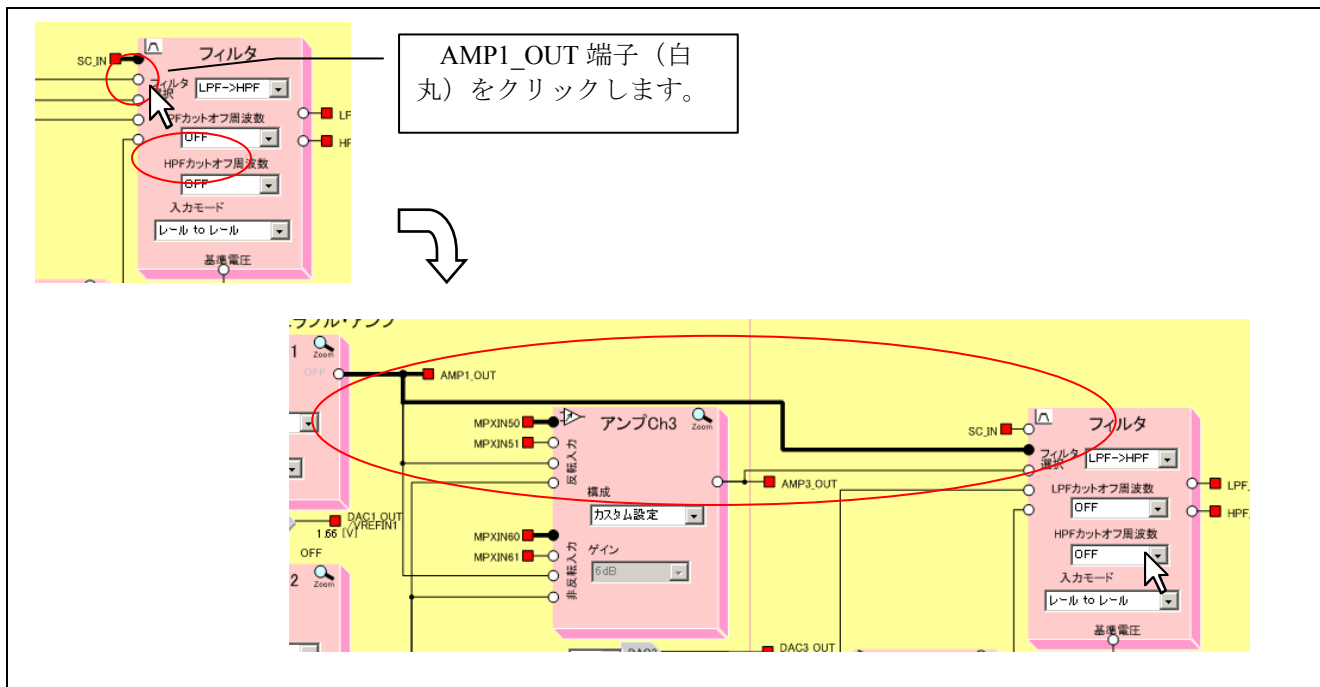 SC_IN
フィルタ
フィルタ
選択
LPF->HPF
LPFカットオフ周波数
OFF
HPFカットオフ周波数
OFF
入力モード
レール to レール
基準電圧
LF
HF
AMP1_OUT 端子(白
丸)をクリックします。
1
Zoom
OFF
AMP1_OUT
MPXIN50
MPXIN51
反転入力
アンプCh3
Zoom
構成
カスタム設定
ゲイン
6dB
MPXIN60
MPXIN61
非反転入力
AMP3_OUT
DAC1_OUT
/VREFIN1
1.66 [V]
OFF
2
Zoom
DAC3
DAC3_OUT
SC_IN
フィルタ
フィルタ
選択
LPF->HPF
LPFカットオフ周波数
OFF
HPFカットオフ周波数
OFF
入力モード
レール to レール
基準電圧
LPF_
HPF_